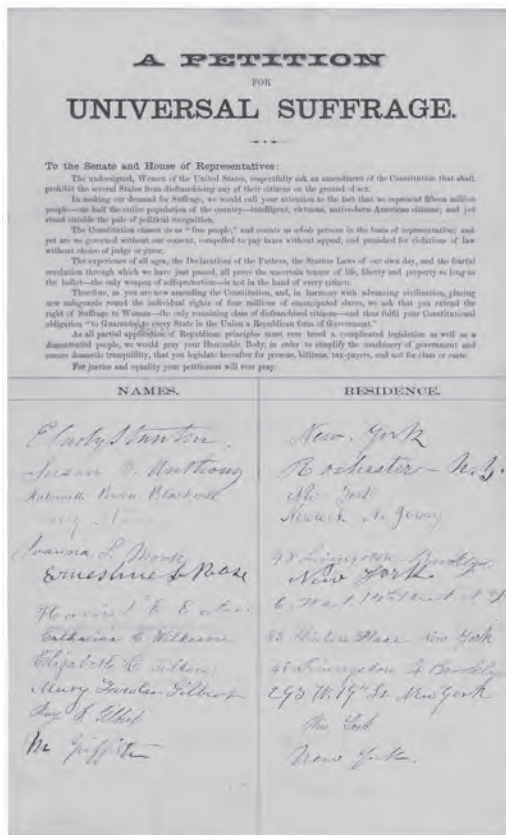 A PETITION
FOR
UNIVERSAL SUFFRAGE.
To the Senate and House of Representatives:
The undersigned, Women of the United States, respectfully ask an amendment of the Constitution that shall
prohibit the several States from disfranchising any of their citizens on the ground of sex.
In making our demand for Suffrage, we would call your attention to the fact that we represent fifteen million
people—one half the entire population of the country—intelligent, virtuous, native-born American citizens; and yet
stand outside the pale of political recognition.
The Constitution classes us as "free people," and counts us whole persons in the basis of representation; and
yet are we governed without our consent, compelled to pay taxes without appeal, and punished for violations of law
without choice of judge or juror.
The experience of all ages, the Declarations of the Fathers, the Statute Laws of our own day, and the fearful
revolution through which we have just passed, all prove the uncertain tenure of life, liberty and property so long as
the ballot—the only weapon of self-protection—is not in the hand of every citizen.
Therefore, as you are now amending the Constitution, and, in harmony with advancing civilization, placing
new safeguards round the individual rights of four millions of emancipated slaves, we ask that you extend the
right of Suffrage to Woman—the only remaining class of disfranchised citizens—and thus fulfil your Constitutional
obligation "to Guarantee to every State in the Union a Republican form of Government."
As all partial application of Republican principles must ever breed a complicated legislation as well as a
discontented people, we would pray your Honorable Body, in order to simplify the machinery of government and
ensure domestic tranquillity, that you legislate hereafter for persons, citizens, tax-payers, and not for class or caste.
For justice and equality your petitioners will ever pray.
NAMES. RESIDENCE.
E Cady Stanton. New York
Susan B. Anthony Rochester - N.Y.
Antoinette Brown Blackwell New York
Newark N. Jersey
Joanna S. Morse 48 Livingston Brooklyn
Ernestine L Rose New York
Harriet E. Eaton 6 West 14th Street N.Y
Catharine C Wilkeson 83 Clinton Place New York
Elizabeth R. Tilton 48 Livingston St Brooklyn
Mary Fowler Gilbert 293 W. 19th St New York
New York
M Griffith New York.